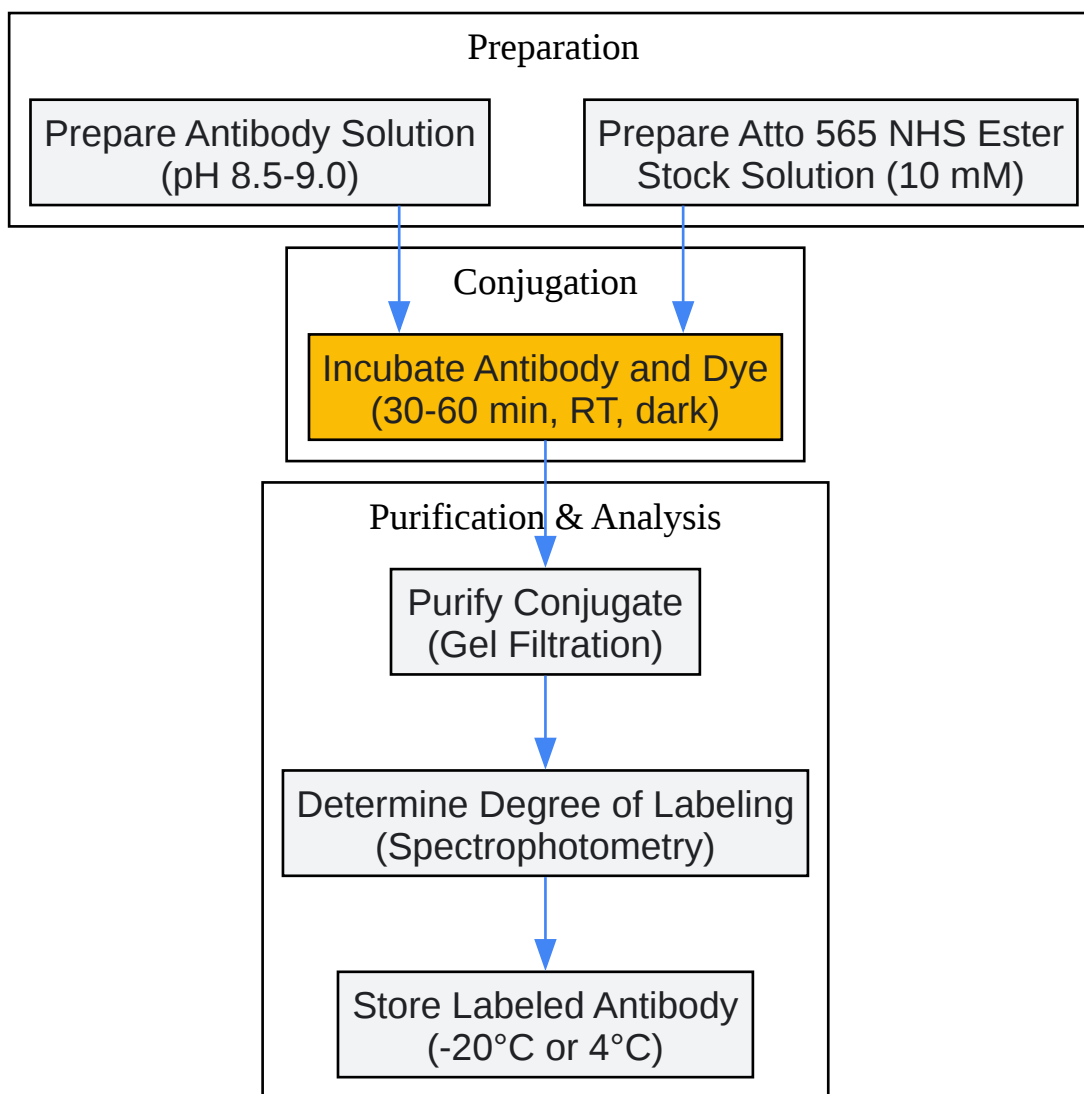 Preparation
Prepare Antibody Solution
(pH 8.5-9.0)
Prepare Atto 565 NHS Ester
Stock Solution (10 mM)
Conjugation
Incubate Antibody and Dye
(30-60 min, RT, dark)
Purification & Analysis
Purify Conjugate
(Gel Filtration)
Determine Degree of Labeling
(Spectrophotometry)
Store Labeled Antibody
(-20°C or 4°C)